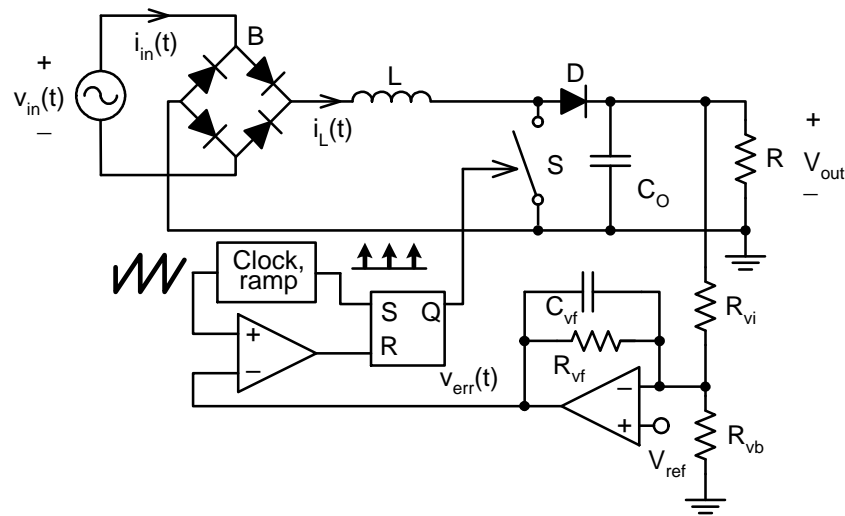 i_in(t)
B
+
v_in(t)
–
L
i_L(t)
D
S
C_O
R
+
V_out
–
Clock,
ramp
S Q
R
+
–
v_err(t)
C_vf
R_vf
–
+
V_ref
R_vi
R_vb